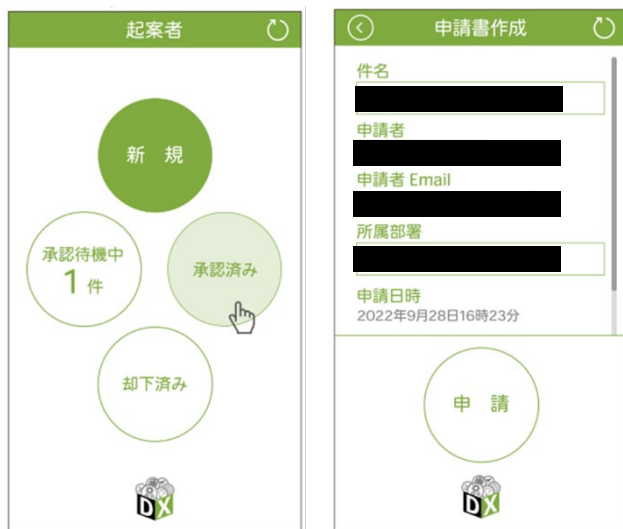 起案者
新 規
承認待機中
1 件
承認済み
却下済み
DX
申請書作成
件名
申請者
申請者 Email
所属部署
申請日時
2022年9月28日16時23分
申 請
DX